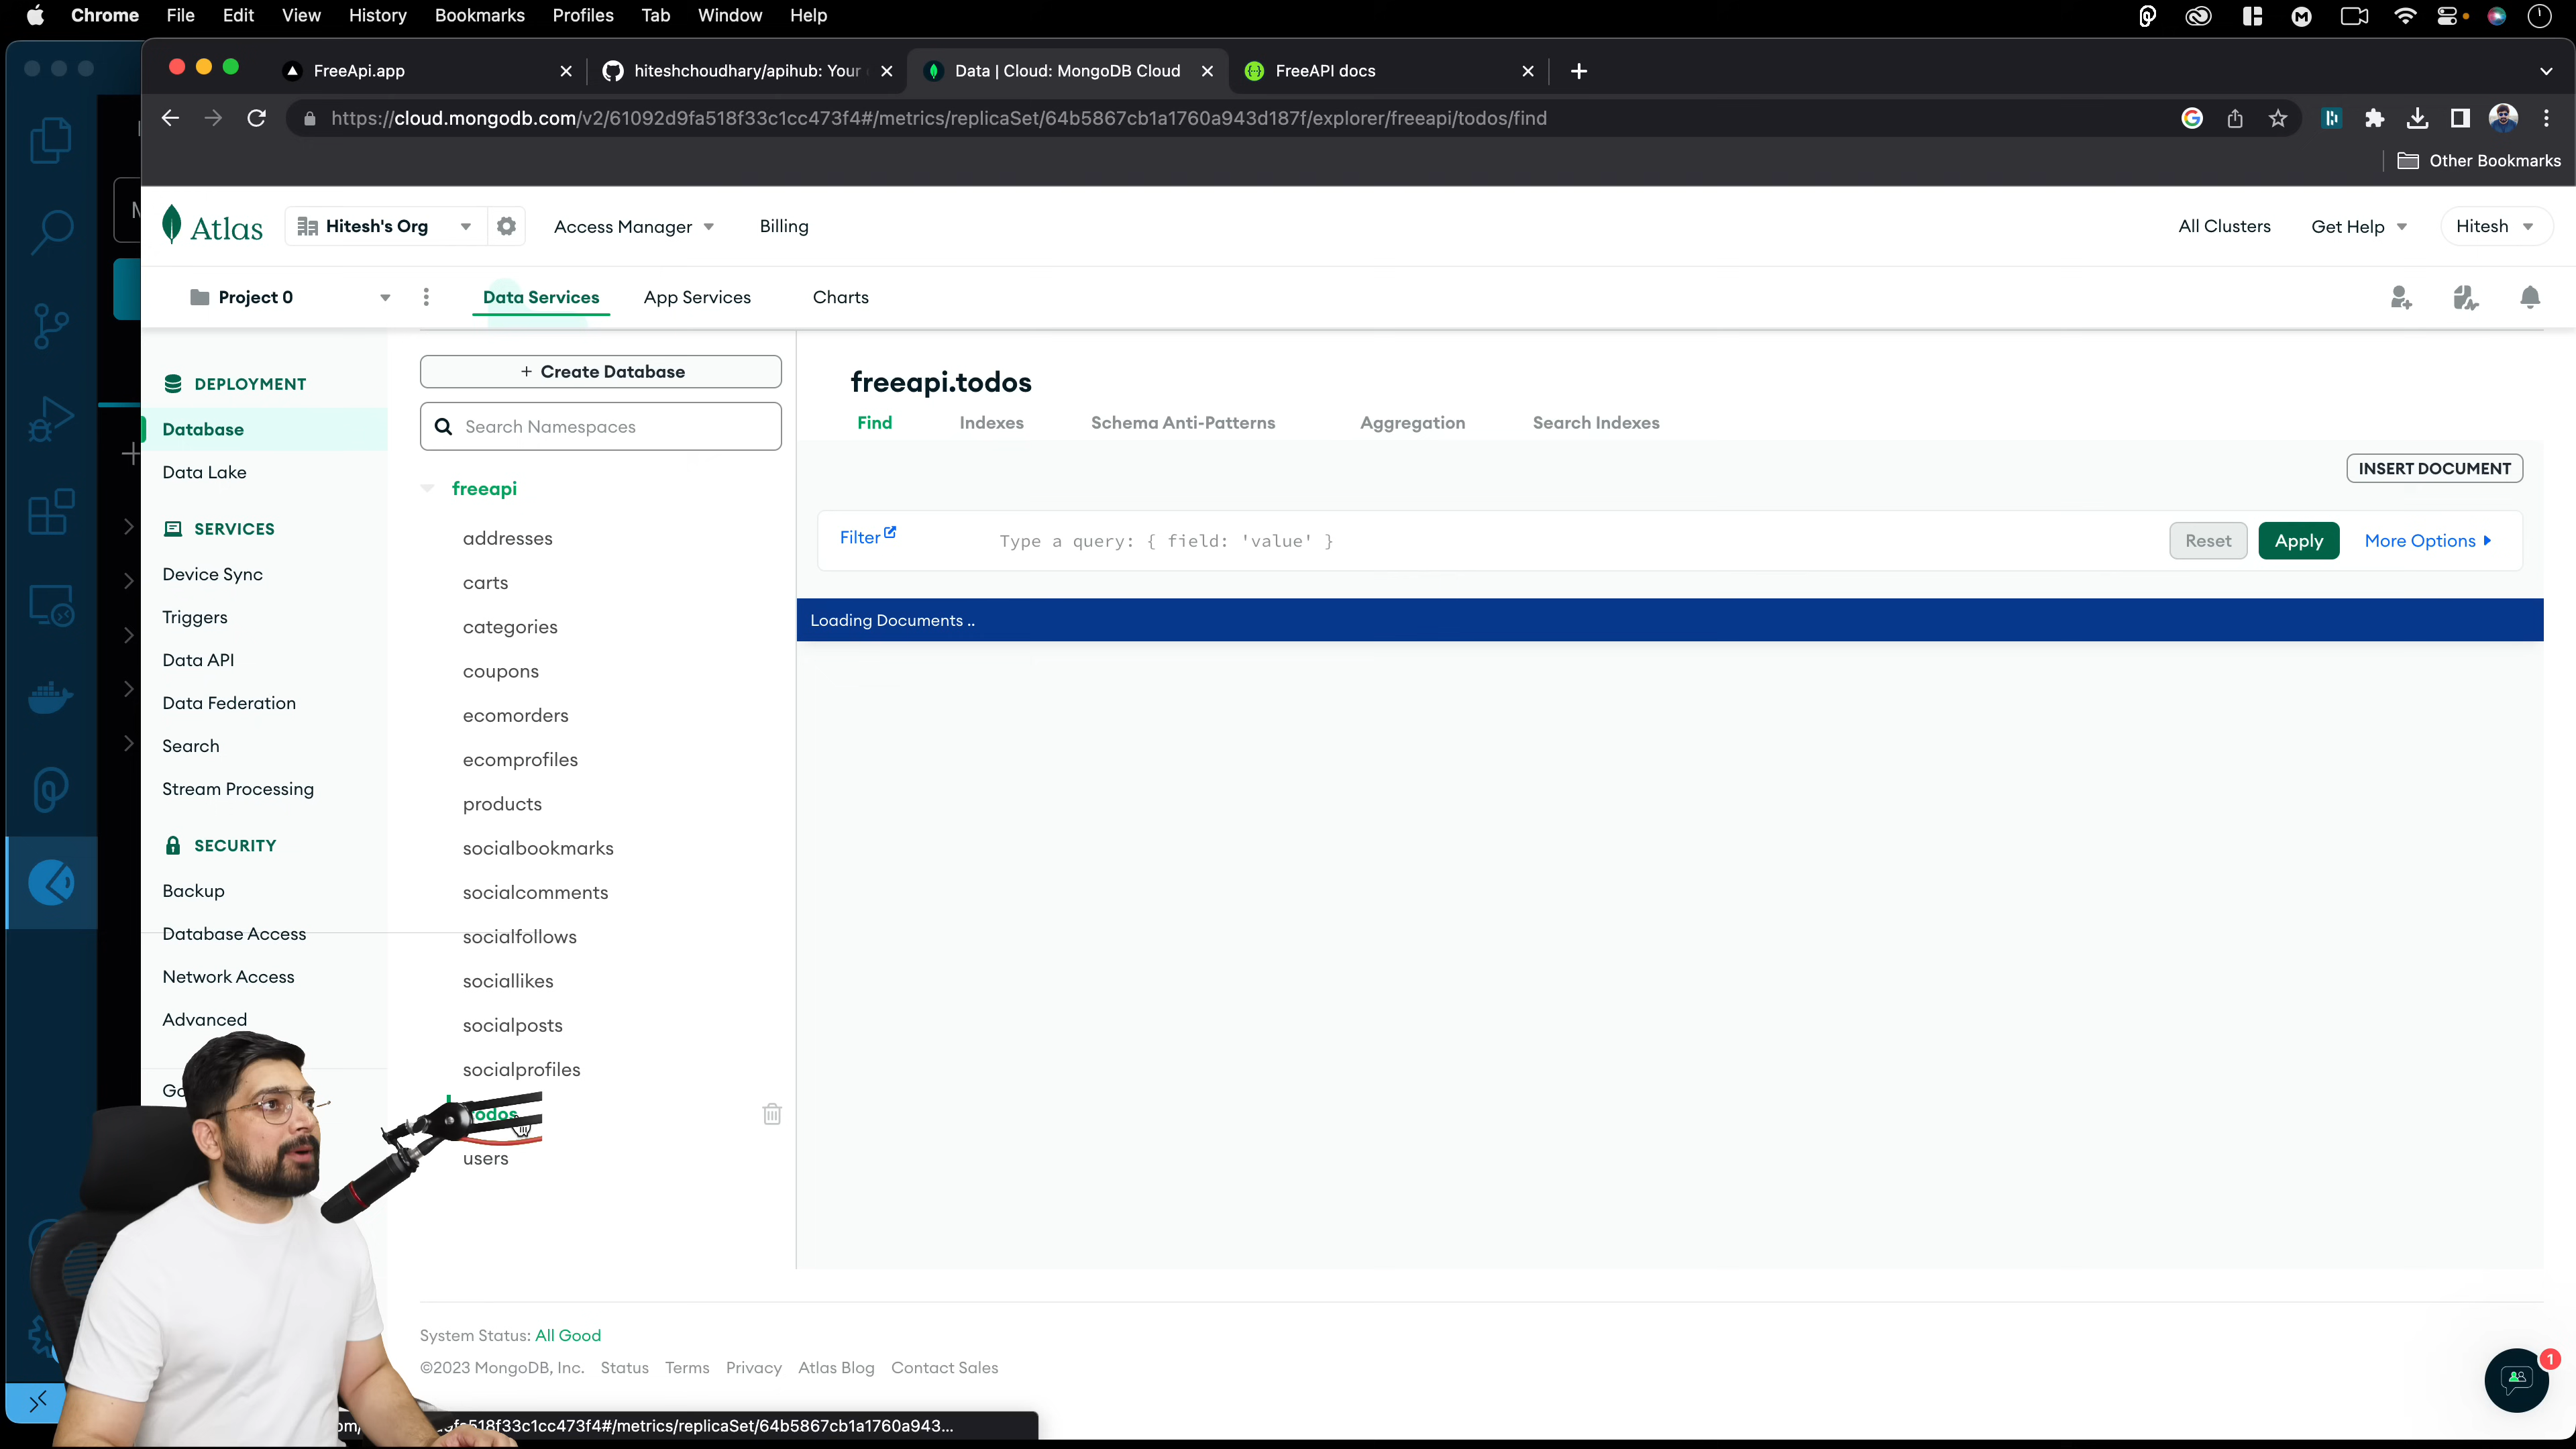 Chrome File Edit View History Bookmarks Profiles Tab Window Help
FreeApi.app
hiteshchoudhary/apihub: Your
Data | Cloud: MongoDB Cloud
FreeAPI docs
https://cloud.mongodb.com/v2/61092d9fa518f33c1cc473f4#/metrics/replicaSet/64b5867cb1a1760a943d187f/explorer/freeapi/todos/find
Other Bookmarks
Atlas
Hitesh's Org
Access Manager
Billing
All Clusters
Get Help
Hitesh
Project 0
Data Services
App Services
Charts
DEPLOYMENT
Database
Data Lake
SERVICES
Device Sync
Triggers
Data API
Data Federation
Search
Stream Processing
SECURITY
Backup
Database Access
Network Access
Advanced
+ Create Database
Search Namespaces
freeapi
addresses
carts
categories
coupons
ecomorders
ecomprofiles
products
socialbookmarks
socialcomments
socialfollows
sociallikes
socialposts
socialprofiles
users
freeapi.todos
Find
Indexes
Schema Anti-Patterns
Aggregation
Search Indexes
INSERT DOCUMENT
Filter
Type a query: { field: 'value' }
Reset
Apply
More Options
Loading Documents ..
System Status: All Good
©2023 MongoDB, Inc. Status Terms Privacy Atlas Blog Contact Sales
1
518f33c1cc473f4#/metrics/replicaSet/64b5867cb1a1760a943...